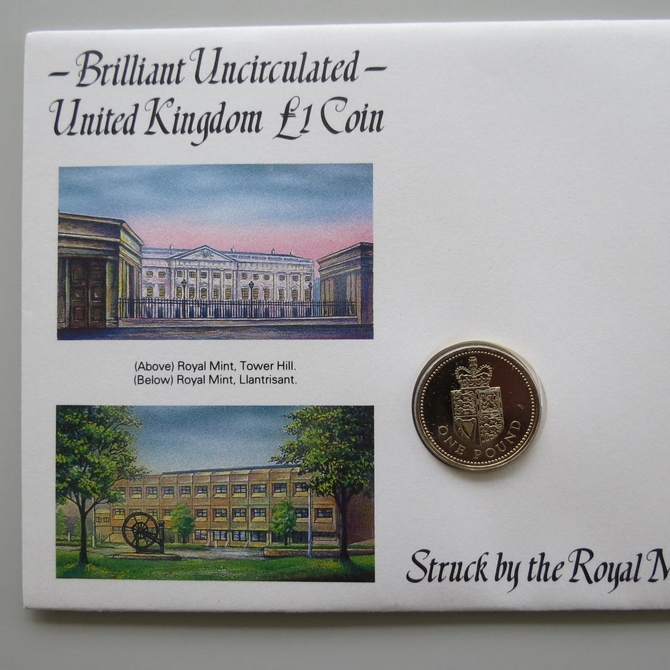 – Brilliant Uncirculated –
United Kingdom £1 Coin
(Above) Royal Mint, Tower Hill.
(Below) Royal Mint, Llantrisant.
ONE POUND
Struck by the Royal M